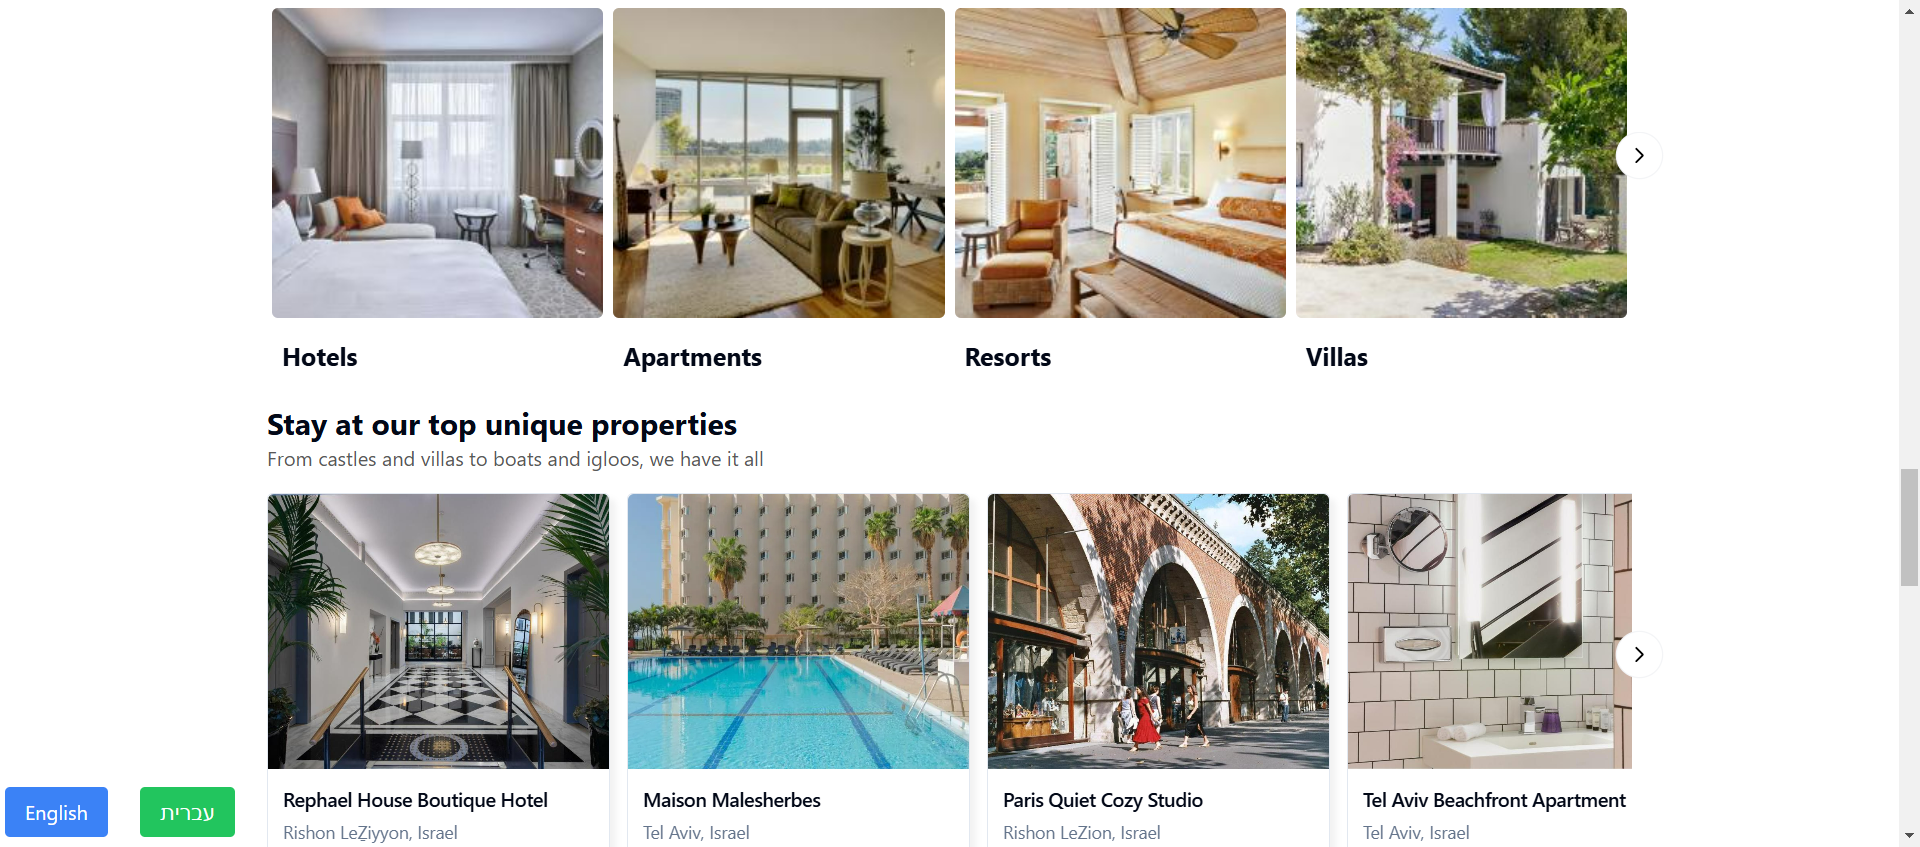 Hotels
Apartments
Resorts
Villas
Stay at our top unique properties
From castles and villas to boats and igloos, we have it all
Rephael House Boutique Hotel
Rishon LeẔiyyon, Israel
Maison Malesherbes
Tel Aviv, Israel
Paris Quiet Cozy Studio
Rishon LeZion, Israel
Tel Aviv Beachfront Apartment
Tel Aviv, Israel
English
עברית